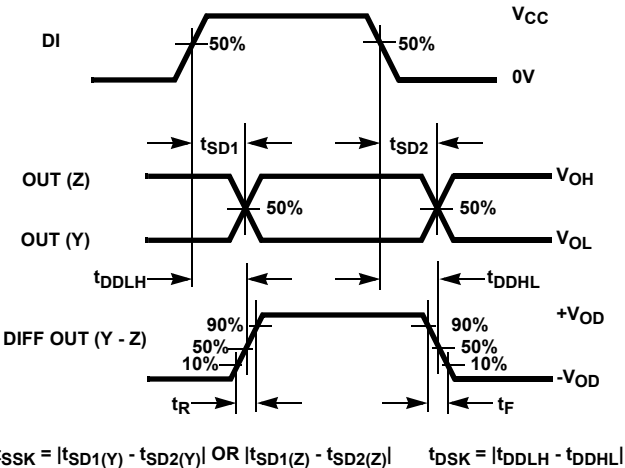 DI
50%
50%
VCC
0V
tSD1
tSD2
OUT (Z)
VOH
50%
50%
OUT (Y)
VOL
tDDLH
tDDHL
DIFF OUT (Y - Z)
90%
50%
10%
90%
50%
10%
+VOD
-VOD
tR
tF
tSSK = |tSD1(Y) - tSD2(Y)| OR |tSD1(Z) - tSD2(Z)| tDSK = |tDDLH - tDDHL|